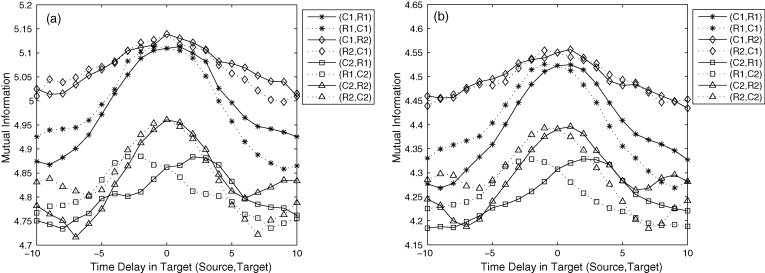 (a)
Mutual Information
5.15
5.1
5.05
5
4.95
4.9
4.85
4.8
4.75
4.7
-10
-5
0
5
10
Time Delay in Target (Source,Target)
(C1,R1)
(R1,C1)
(C1,R2)
(R2,C1)
(C2,R1)
(R1,C2)
(C2,R2)
(R2,C2)
(b)
Mutual Information
4.65
4.6
4.55
4.5
4.45
4.4
4.35
4.3
4.25
4.2
4.15
-10
-5
0
5
10
Time Delay in Target (Source,Target)
(C1,R1)
(R1,C1)
(C1,R2)
(R2,C1)
(C2,R1)
(R1,C2)
(C2,R2)
(R2,C2)